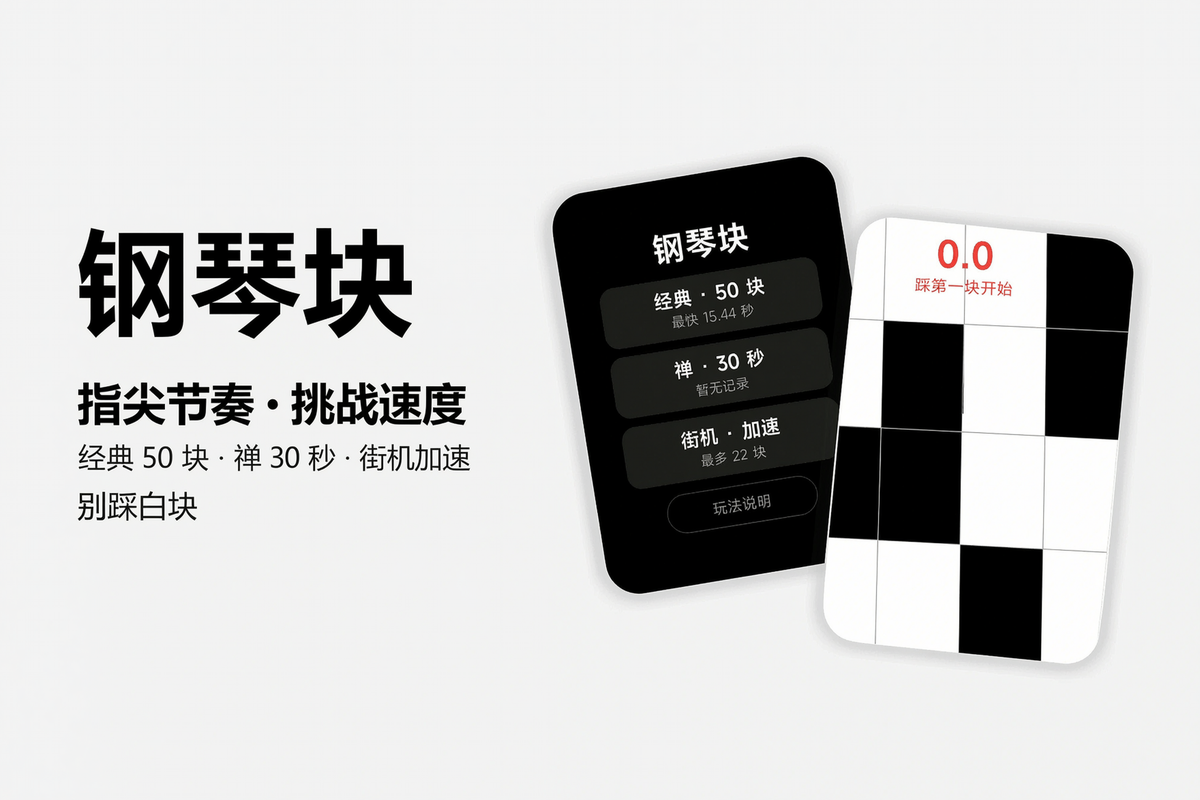 钢琴块
指尖节奏·挑战速度
经典 50 块 · 禅 30 秒 · 街机加速
别踩白块
钢琴块
经典 · 50 块
最快 15.44 秒
禅 · 30 秒
暂无记录
街机 · 加速
最多 22 块
玩法说明
0.0
踩第一块开始